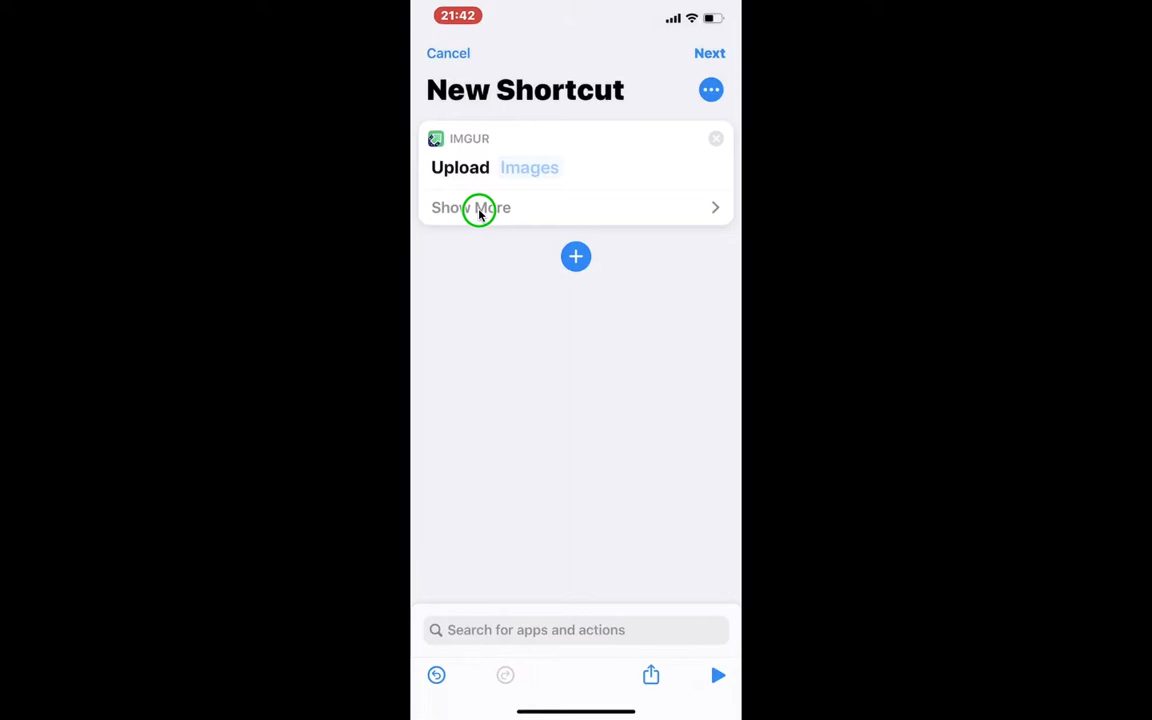 21:42
Cancel
Next
New Shortcut
IMGUR
Upload Images
Show More
Search for apps and actions